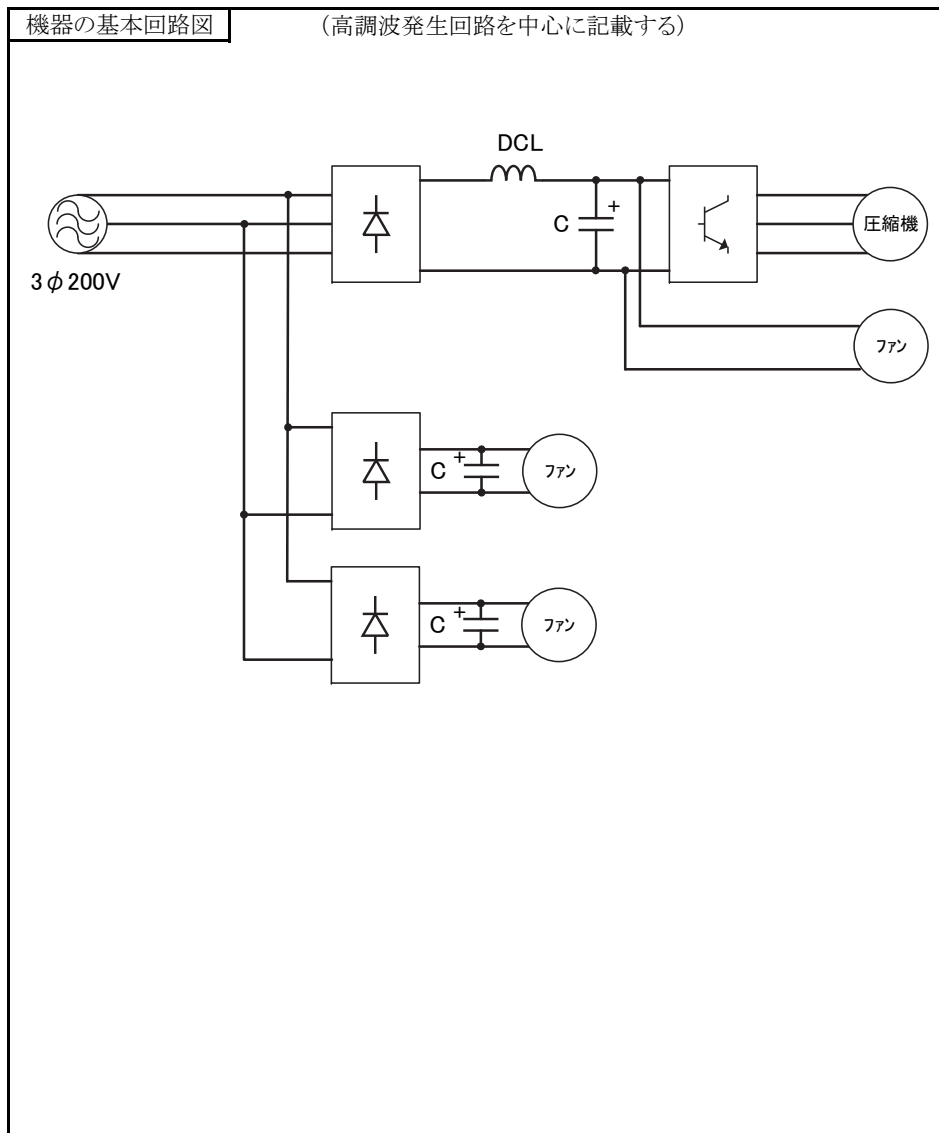 機器の基本回路図
（高調波発生回路を中心に記載する）
DCL
C
+
圧縮機
3φ200V
ファン
C
+
ファン
C
+
ファン